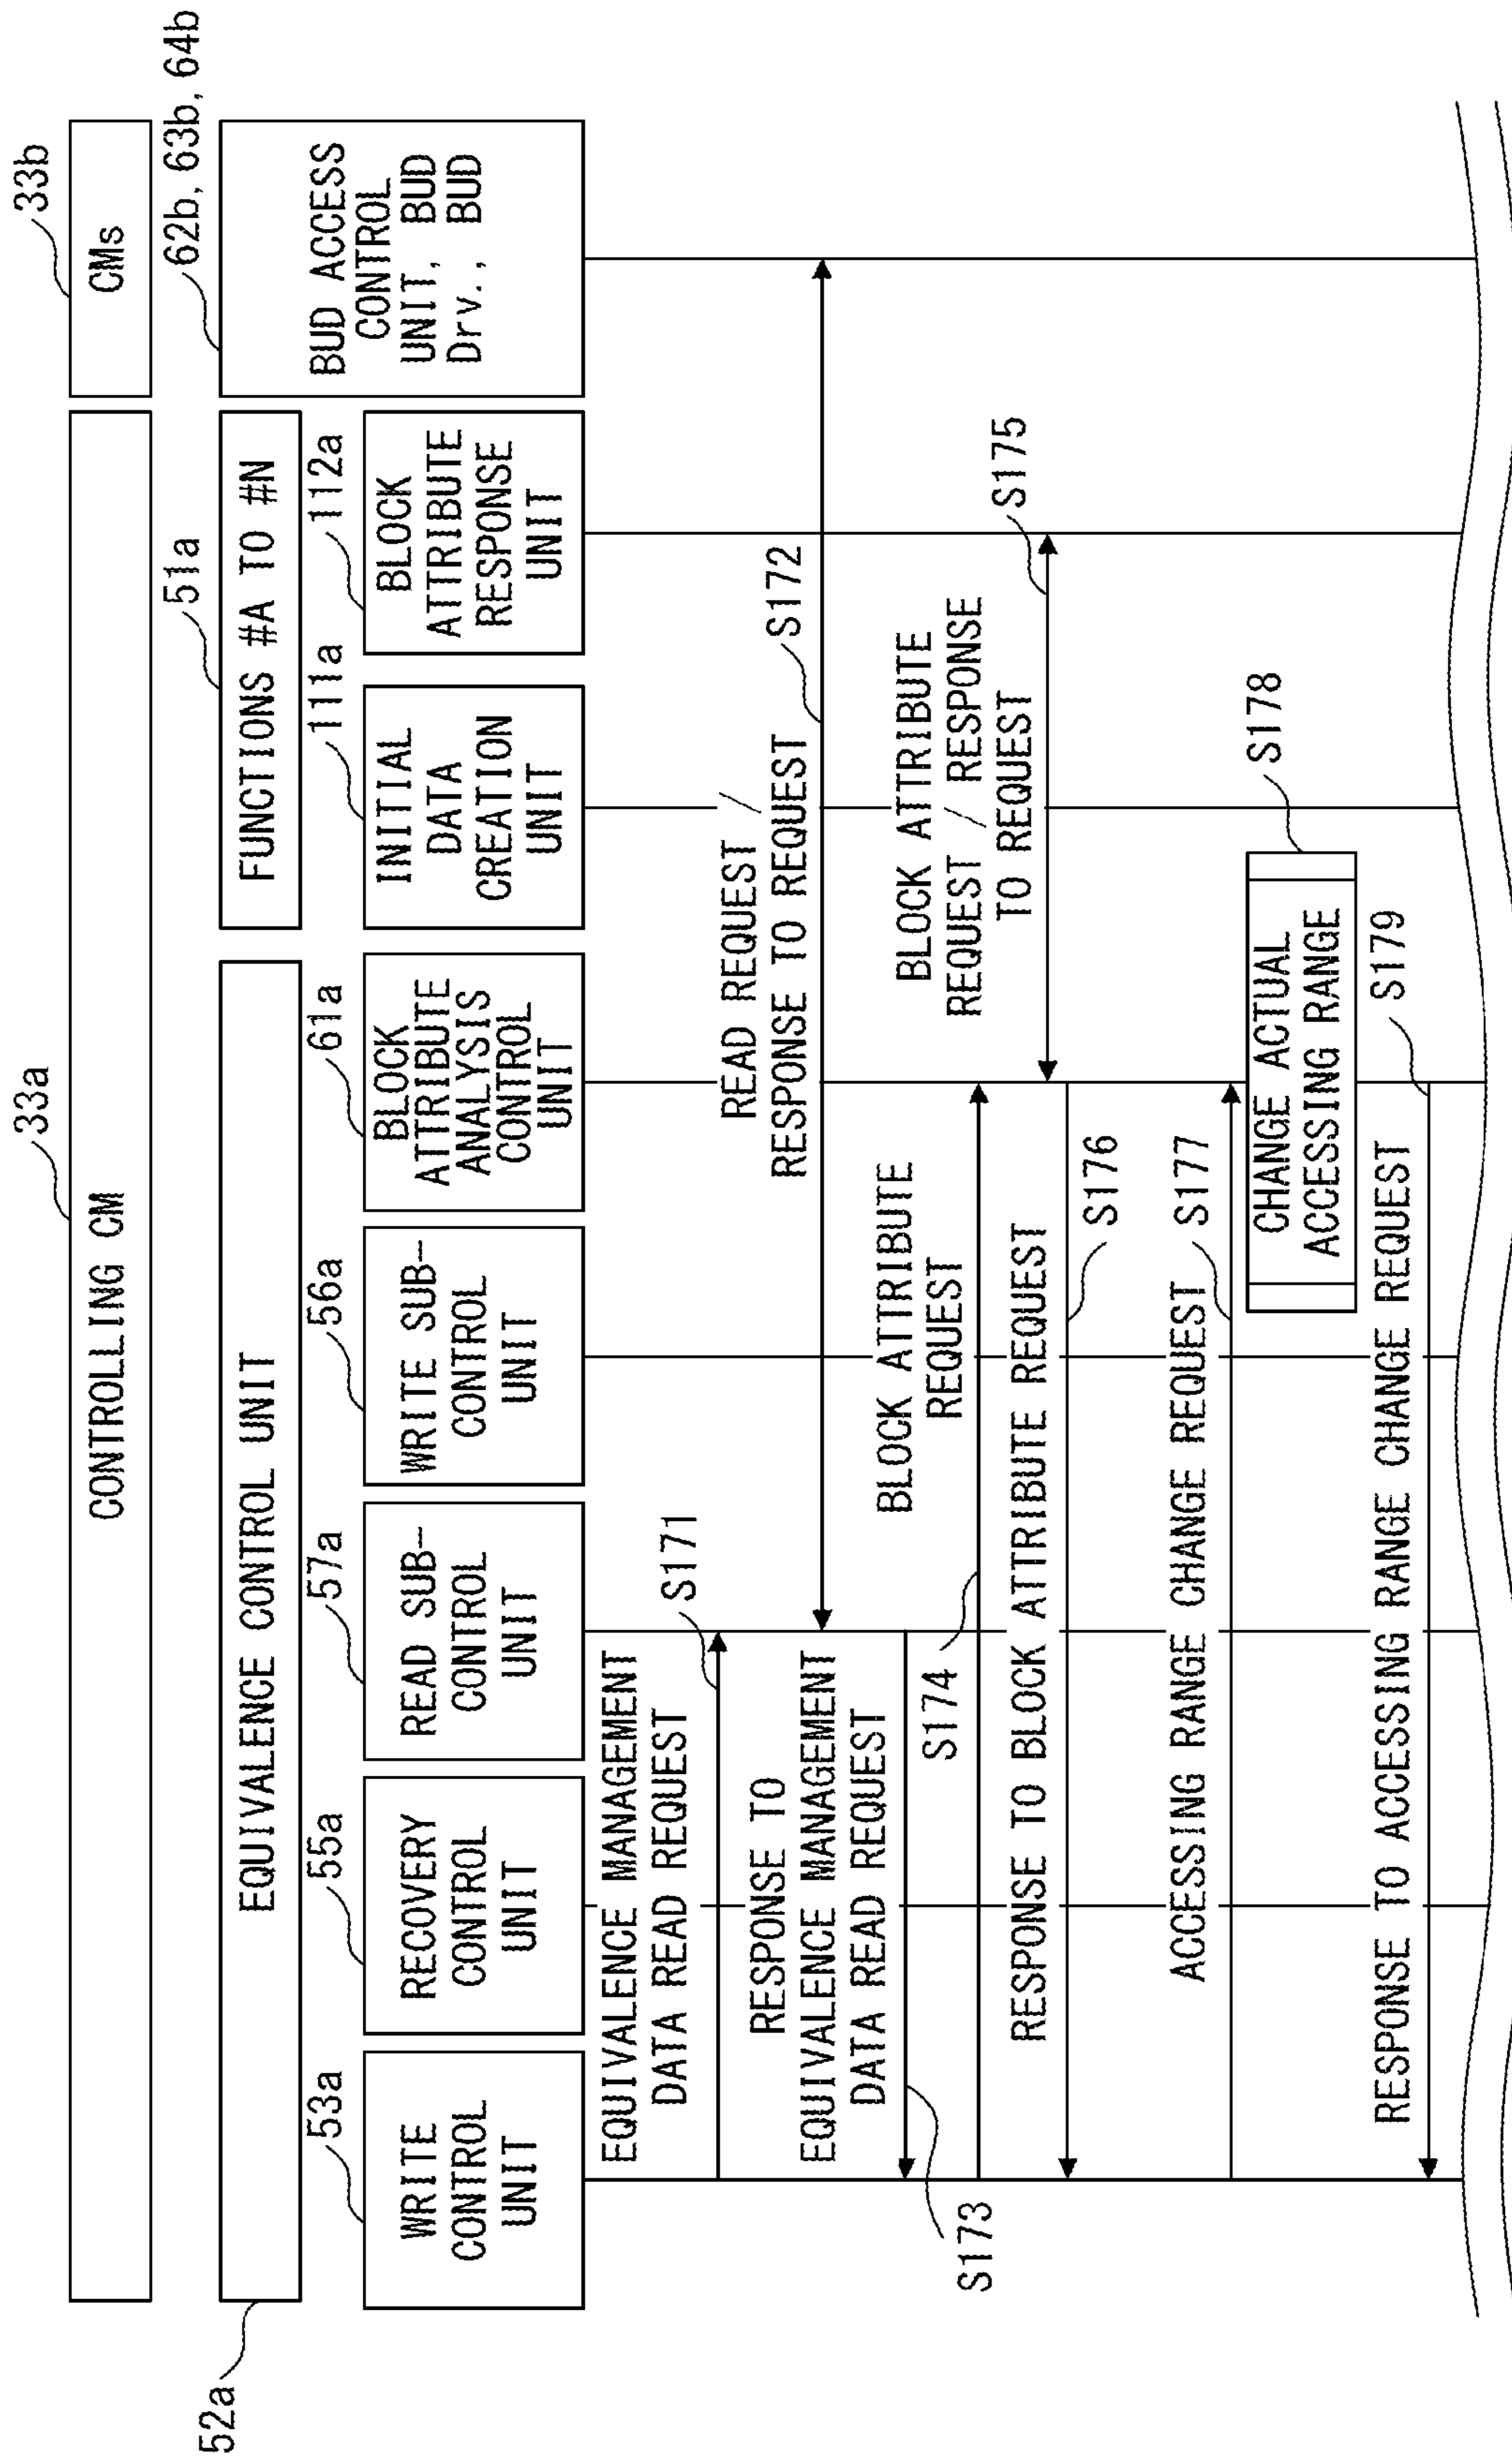 33a
33b
CONTROLLING CM
CMs
52a
51a
62b, 63b, 64b
EQUIVALENCE CONTROL UNIT
FUNCTIONS #A TO #N
53a
55a
57a
56a
61a
111a
112a
WRITE
CONTROL
UNIT
RECOVERY
CONTROL
UNIT
READ SUB-
CONTROL
UNIT
WRITE SUB-
CONTROL
UNIT
BLOCK
ATTRIBUTE
ANALYSIS
CONTROL
UNIT
INITIAL
DATA
CREATION
UNIT
BLOCK
ATTRIBUTE
RESPONSE
UNIT
BUD ACCESS
CONTROL
UNIT, BUD
Drv., BUD
EQUIVALENCE MANAGEMENT
DATA READ REQUEST
S171
READ REQUEST /
RESPONSE TO REQUEST
S172
RESPONSE TO
EQUIVALENCE MANAGEMENT
DATA READ REQUEST
S173
BLOCK ATTRIBUTE
REQUEST
S174
BLOCK ATTRIBUTE
REQUEST / RESPONSE
TO REQUEST
S175
RESPONSE TO BLOCK ATTRIBUTE REQUEST
S176
ACCESSING RANGE CHANGE REQUEST
S177
CHANGE ACTUAL
ACCESSING RANGE
S178
RESPONSE TO ACCESSING RANGE CHANGE REQUEST
S179